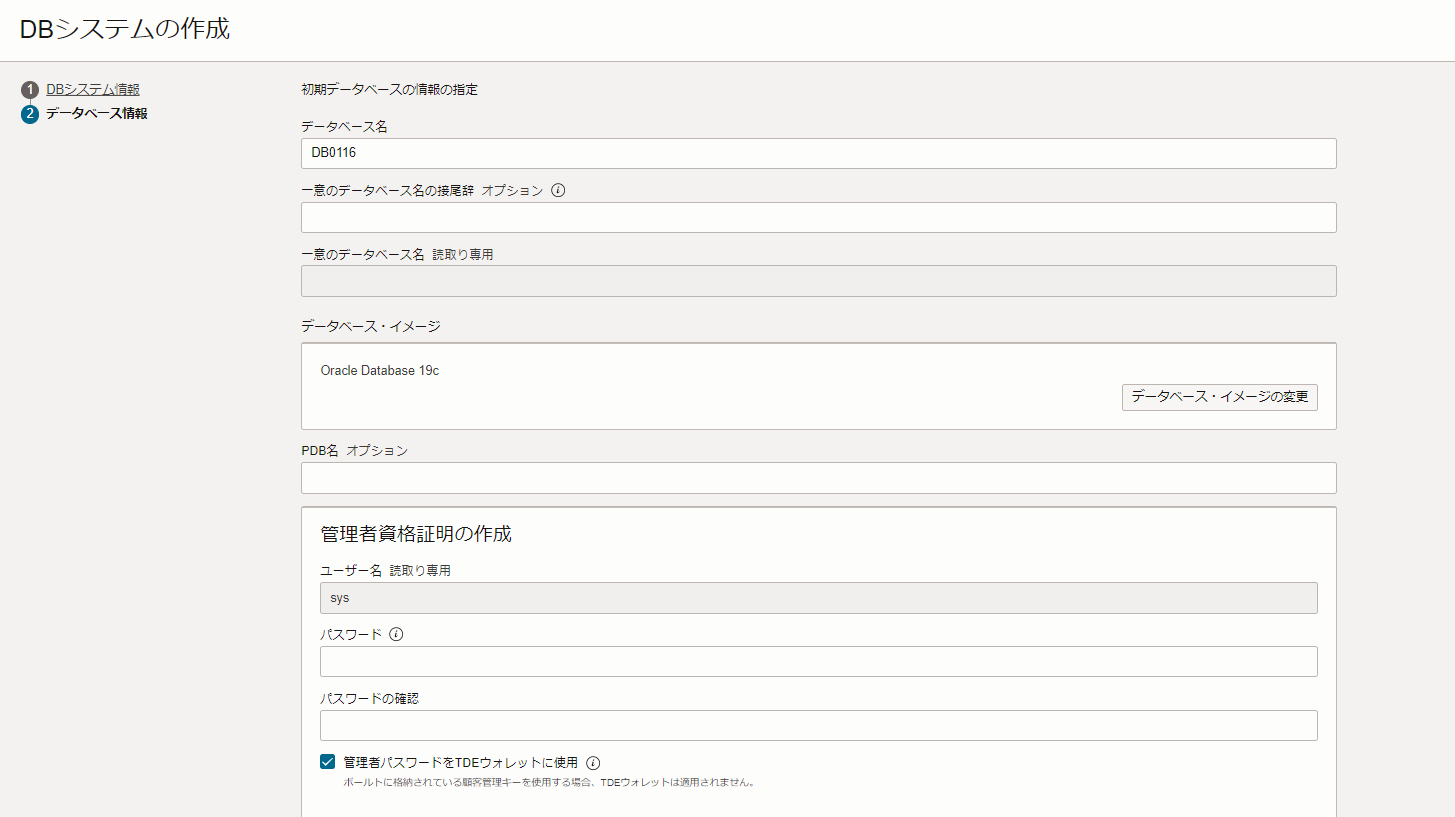 DBシステムの作成
1 DBシステム情報
2 データベース情報
初期データベースの情報の指定
データベース名
DB0116
一意のデータベース名の接尾辞 オプション
一意のデータベース名 読取り専用
データベース・イメージ
Oracle Database 19c
データベース・イメージの変更
PDB名 オプション
管理者資格証明の作成
ユーザー名 読取り専用
sys
パスワード
パスワードの確認
管理者パスワードをTDEウォレットに使用
ボールトに格納されている顧客管理キーを使用する場合、TDEウォレットは適用されません。